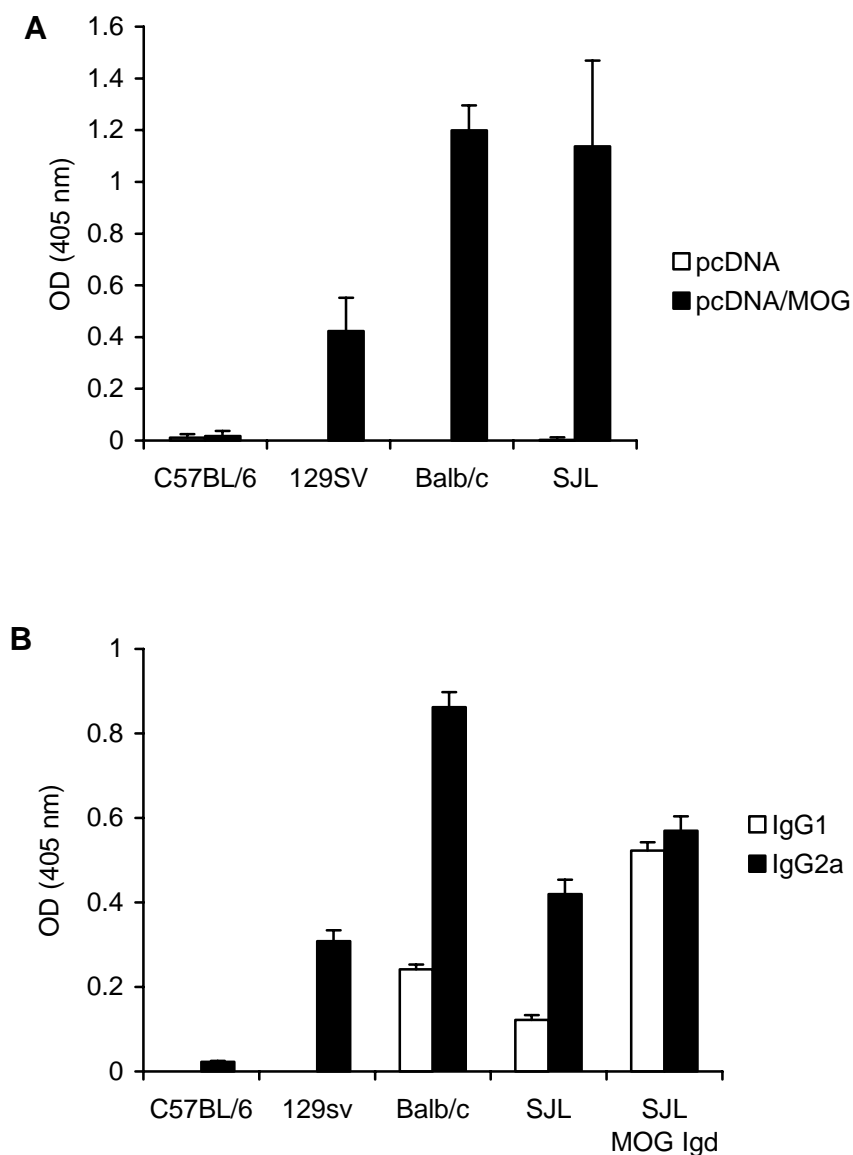 A
1.6
1.4
1.2
1
0.8
0.6
0.4
0.2
0
OD (405 nm)
C57BL/6 129SV Balb/c SJL
pcDNA
pcDNA/MOG
B
1
0.8
0.6
0.4
0.2
0
OD (405 nm)
C57BL/6 129sv Balb/c SJL SJL
MOG Igd
IgG1
IgG2a